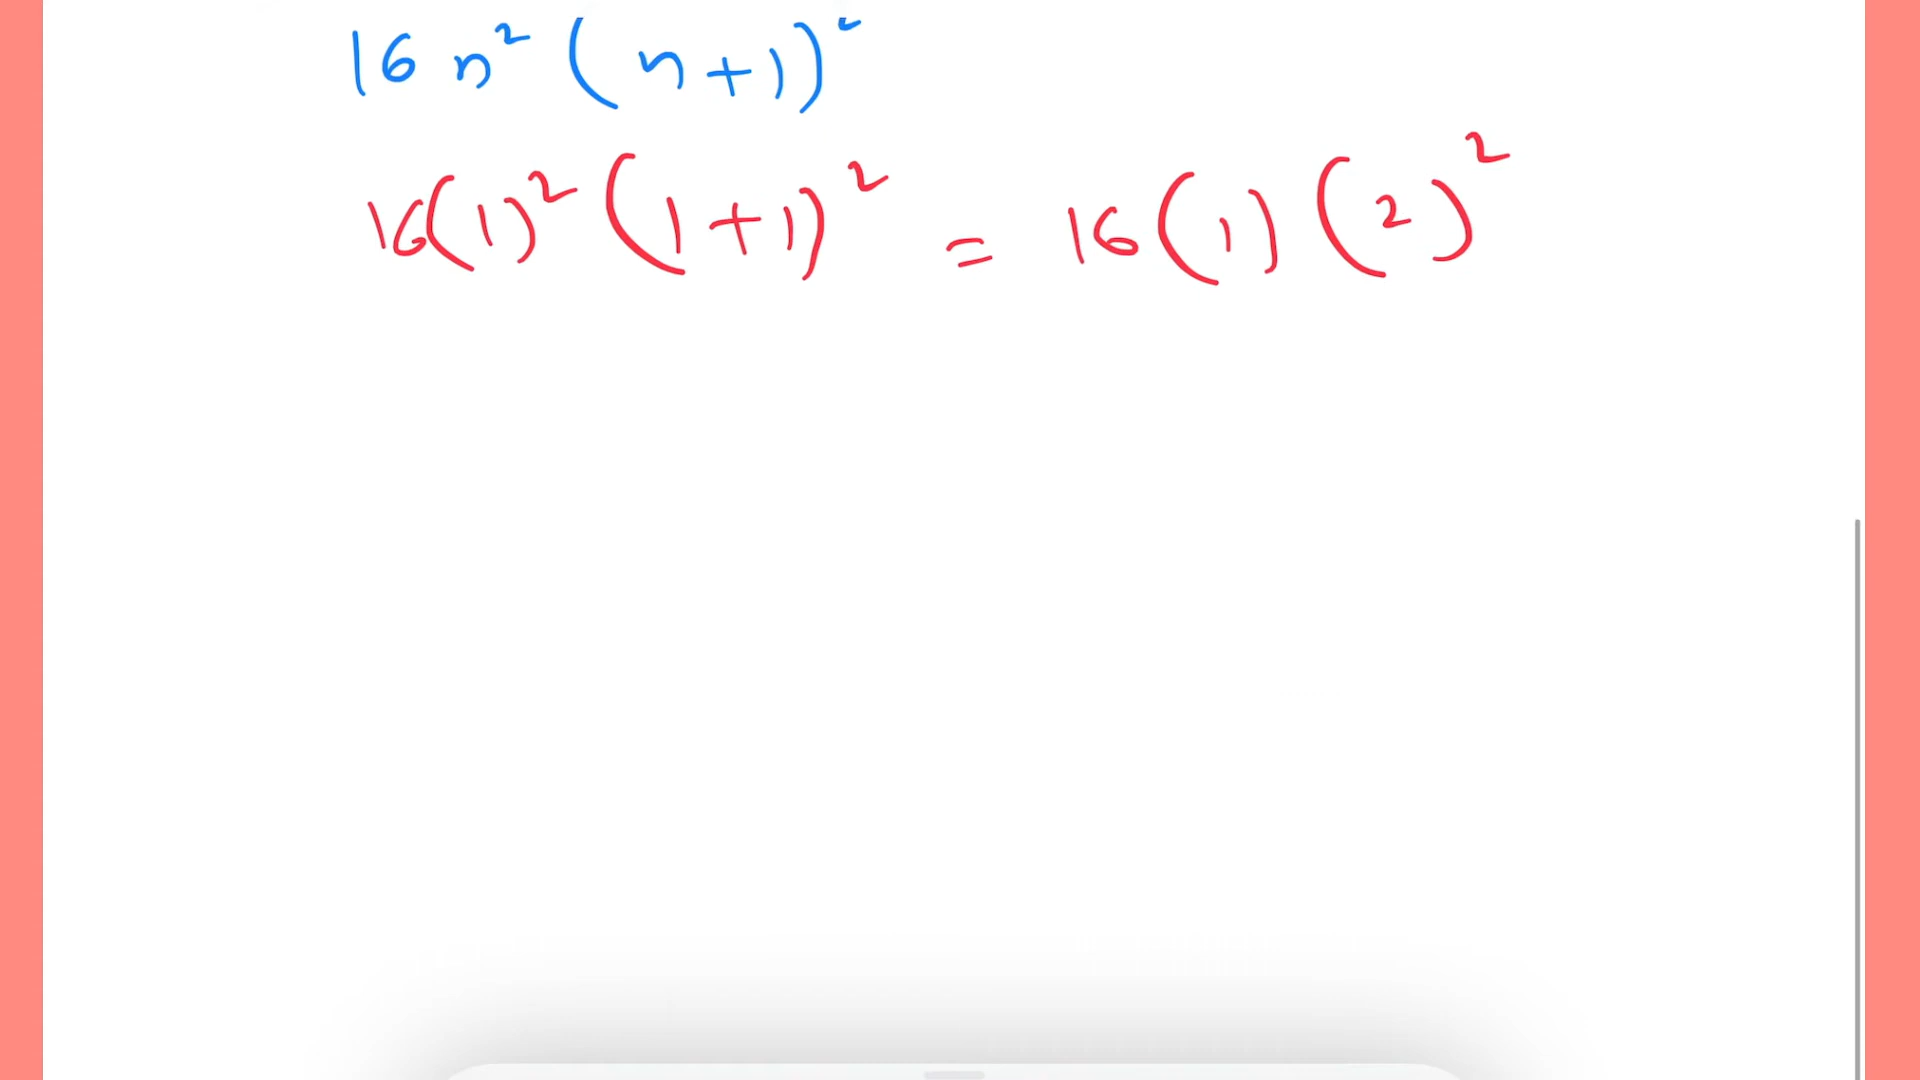 16 n² (n+1)²
16(1)² (1+1)² = 16(1)(2)²